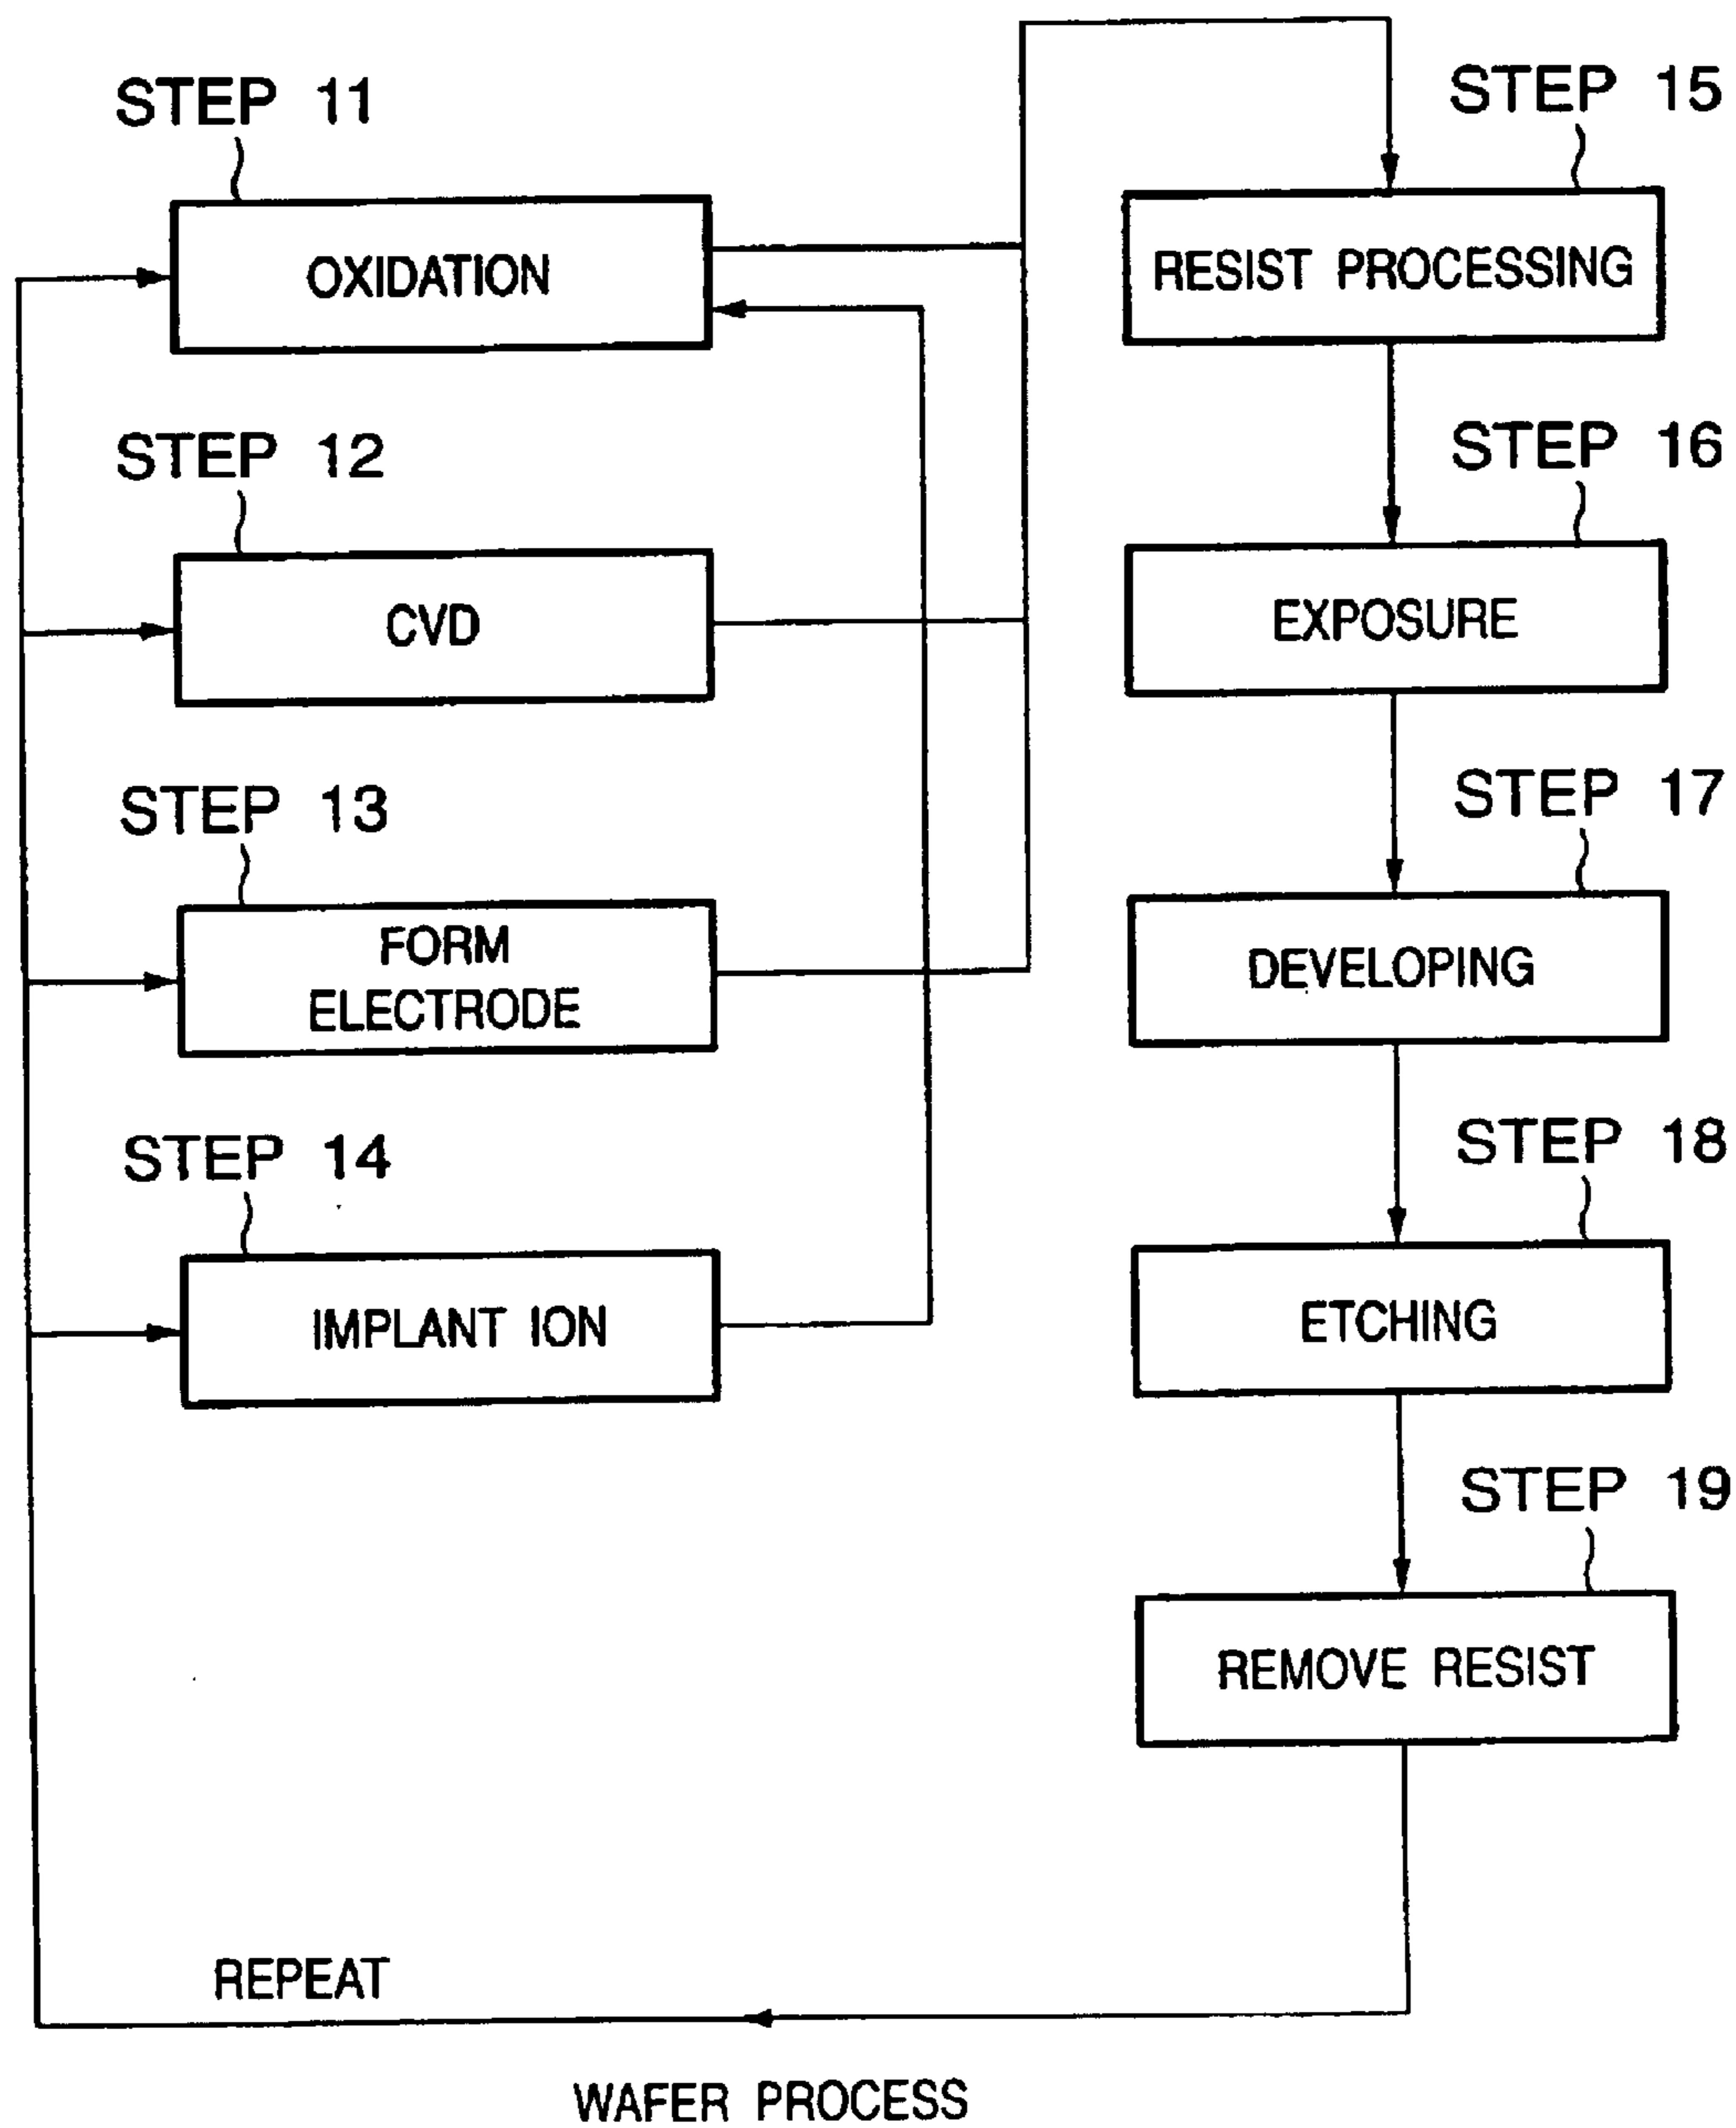 STEP 11
OXIDATION
STEP 12
CVD
STEP 13
FORM
ELECTRODE
STEP 14
IMPLANT ION
STEP 15
RESIST PROCESSING
STEP 16
EXPOSURE
STEP 17
DEVELOPING
STEP 18
ETCHING
STEP 19
REMOVE RESIST
REPEAT
WAFER PROCESS